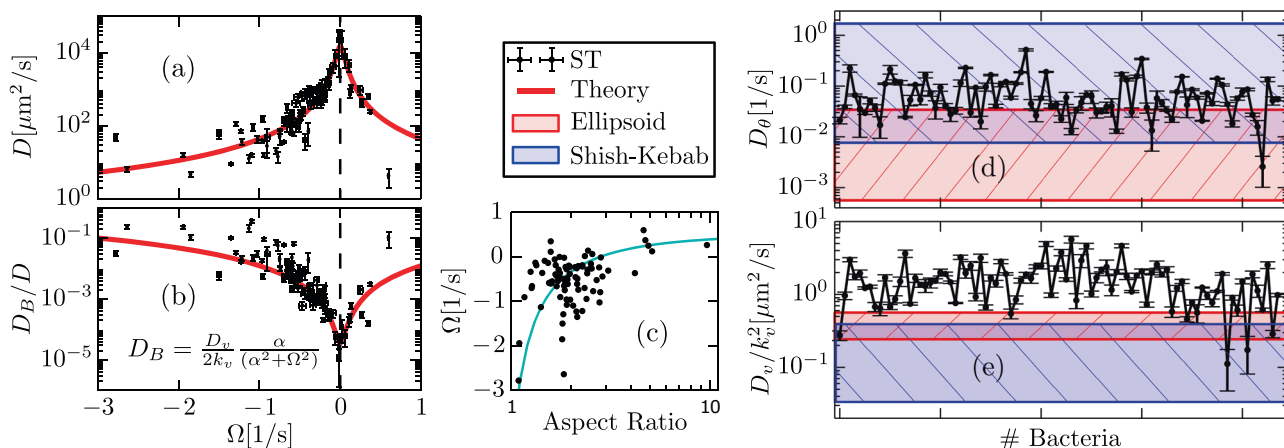 D[μm²/s]
10⁴
10²
10⁰
(a)
D_B/D
10⁻¹
10⁻³
10⁻⁵
(b)
D_B = D_v/2k_v α/(α²+Ω²)
−3 −2 −1 0 1
Ω[1/s]
ST
Theory
Ellipsoid
Shish-Kebab
Ω[1/s]
1
0
−1
−2
−3
(c)
1 10
Aspect Ratio
D_θ[1/s]
10⁰
10⁻¹
10⁻²
10⁻³
(d)
D_v/k_v²[μm²/s]
10¹
10⁰
10⁻¹
(e)
# Bacteria